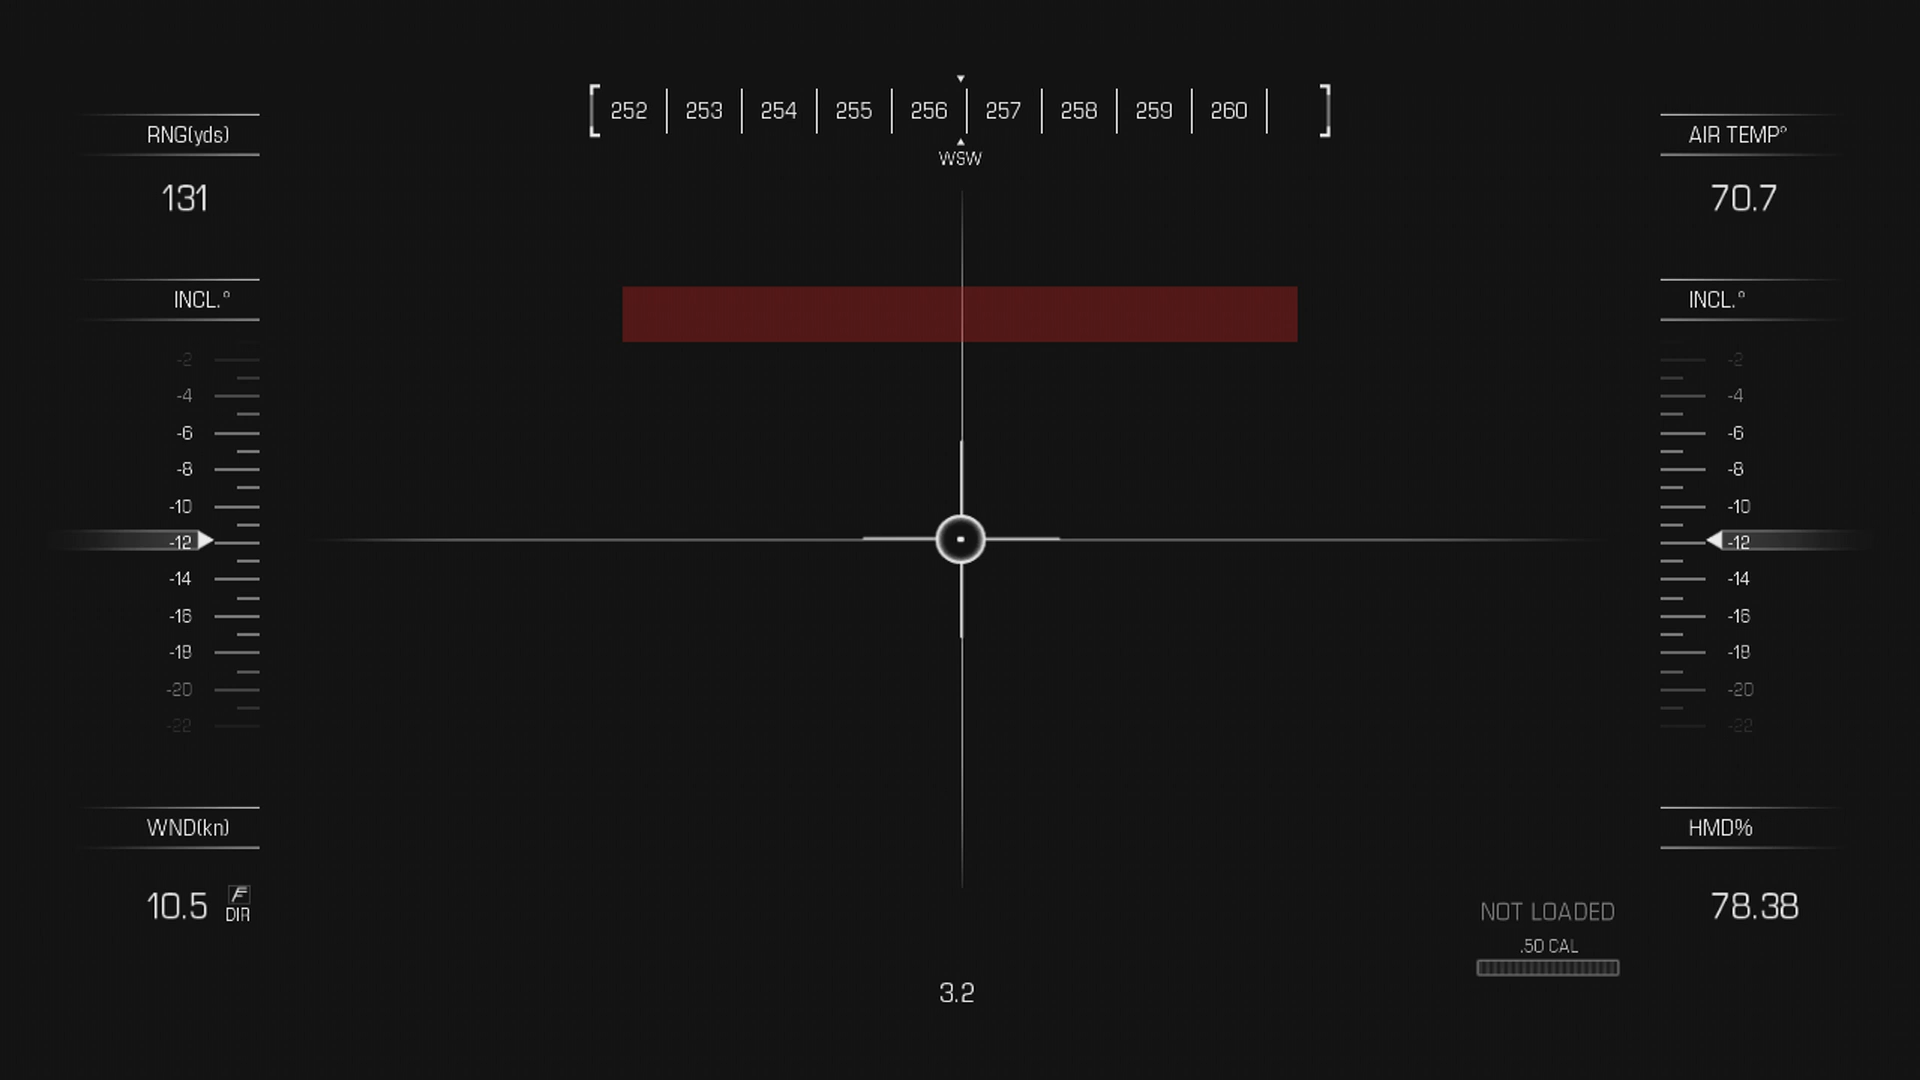 252 253 254 255 256 257 258 259 260
WSW
RNG(yds)
131
INCL.°
-2
-4
-6
-8
-10
-12
-14
-16
-18
-20
-22
WND(kn)
10.5 F
DIR
AIR TEMP°
70.7
INCL.°
-2
-4
-6
-8
-10
-12
-14
-16
-18
-20
-22
HMD%
78.38
NOT LOADED
.50 CAL
3.2